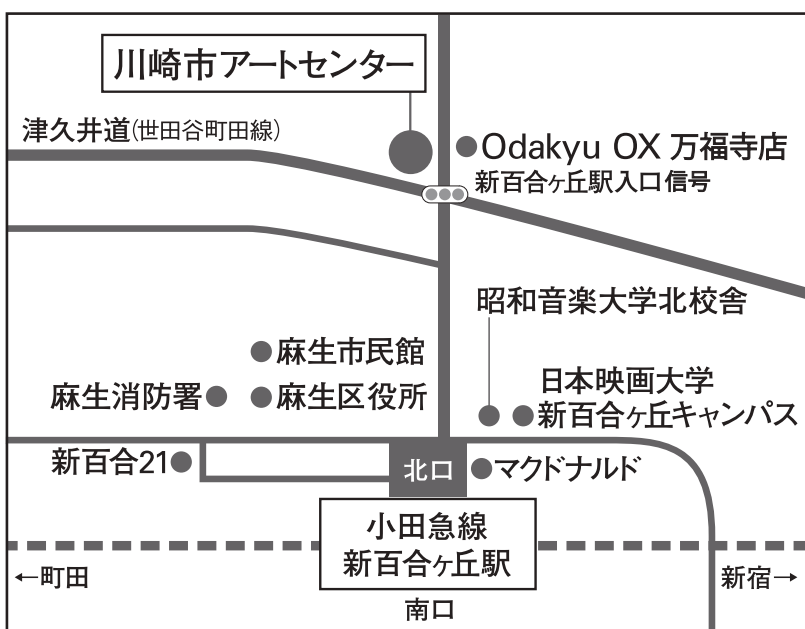 川崎市アートセンター
津久井道(世田谷町田線)
Odakyu OX 万福寺店
新百合ヶ丘駅入口信号
昭和音楽大学北校舎
麻生市民館
日本映画大学
新百合ヶ丘キャンパス
麻生消防署
麻生区役所
新百合21
北口
マクドナルド
小田急線
新百合ヶ丘駅
←町田
新宿→
南口